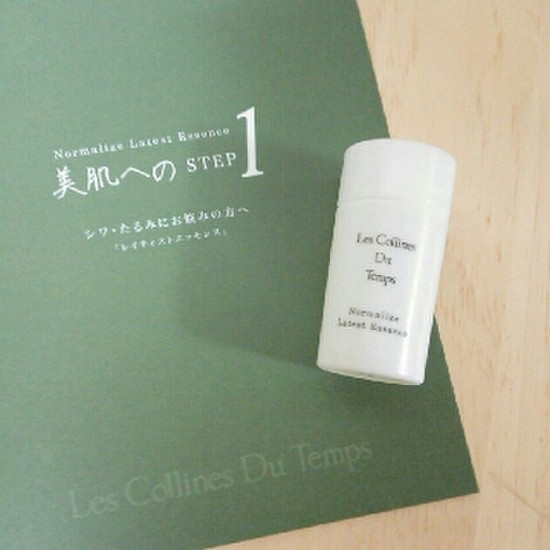 Normalize Latest Essence
美肌への STEP 1
シワ・たるみにお悩みの方へ
「レイティストエッセンス」
Les Collines
Du
Temps
Normalize
Latest Essence
Les Collines Du Temps